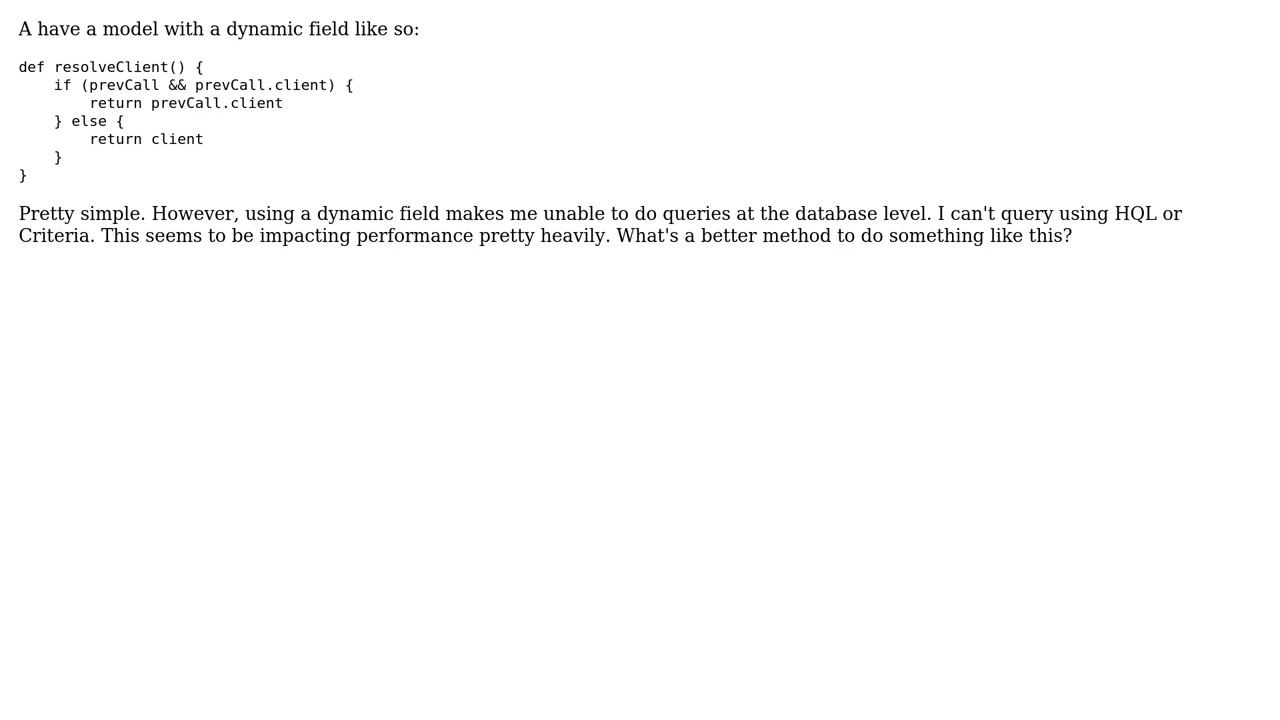 A have a model with a dynamic field like so:
def resolveClient() {
    if (prevCall && prevCall.client) {
        return prevCall.client
    } else {
        return client
    }
}
Pretty simple. However, using a dynamic field makes me unable to do queries at the database level. I can't query using HQL or
Criteria. This seems to be impacting performance pretty heavily. What's a better method to do something like this?